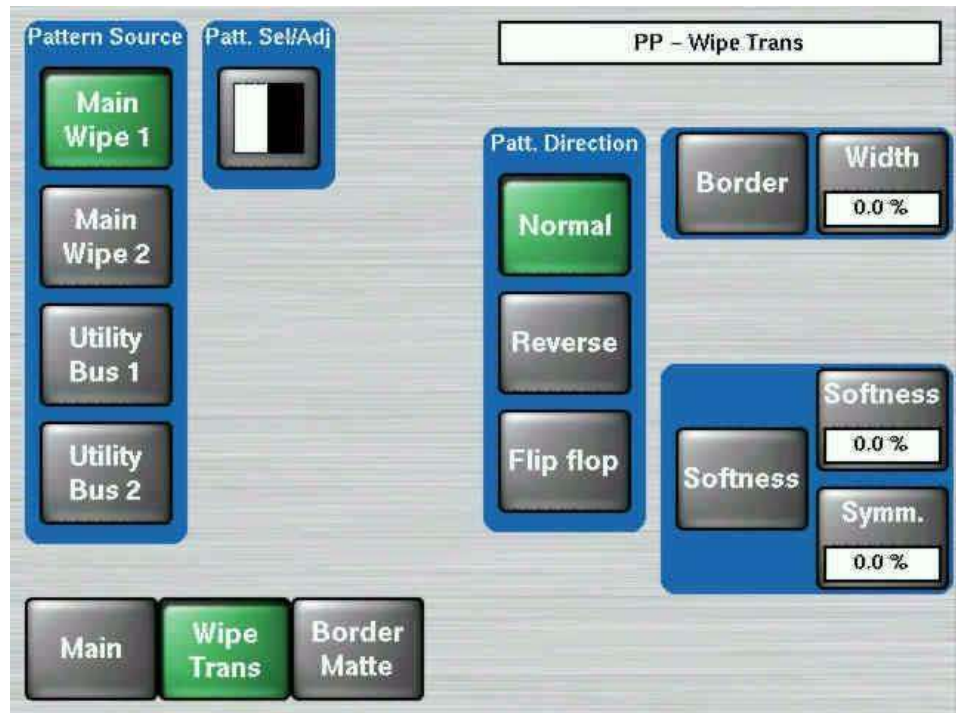 Pattern Source
Main
Wipe 1
Main
Wipe 2
Utility
Bus 1
Utility
Bus 2
Patt. Sel/Adj
PP – Wipe Trans
Patt. Direction
Normal
Reverse
Flip flop
Border
Width
0.0 %
Softness
Softness
0.0 %
Symm.
0.0 %
Main
Wipe
Trans
Border
Matte